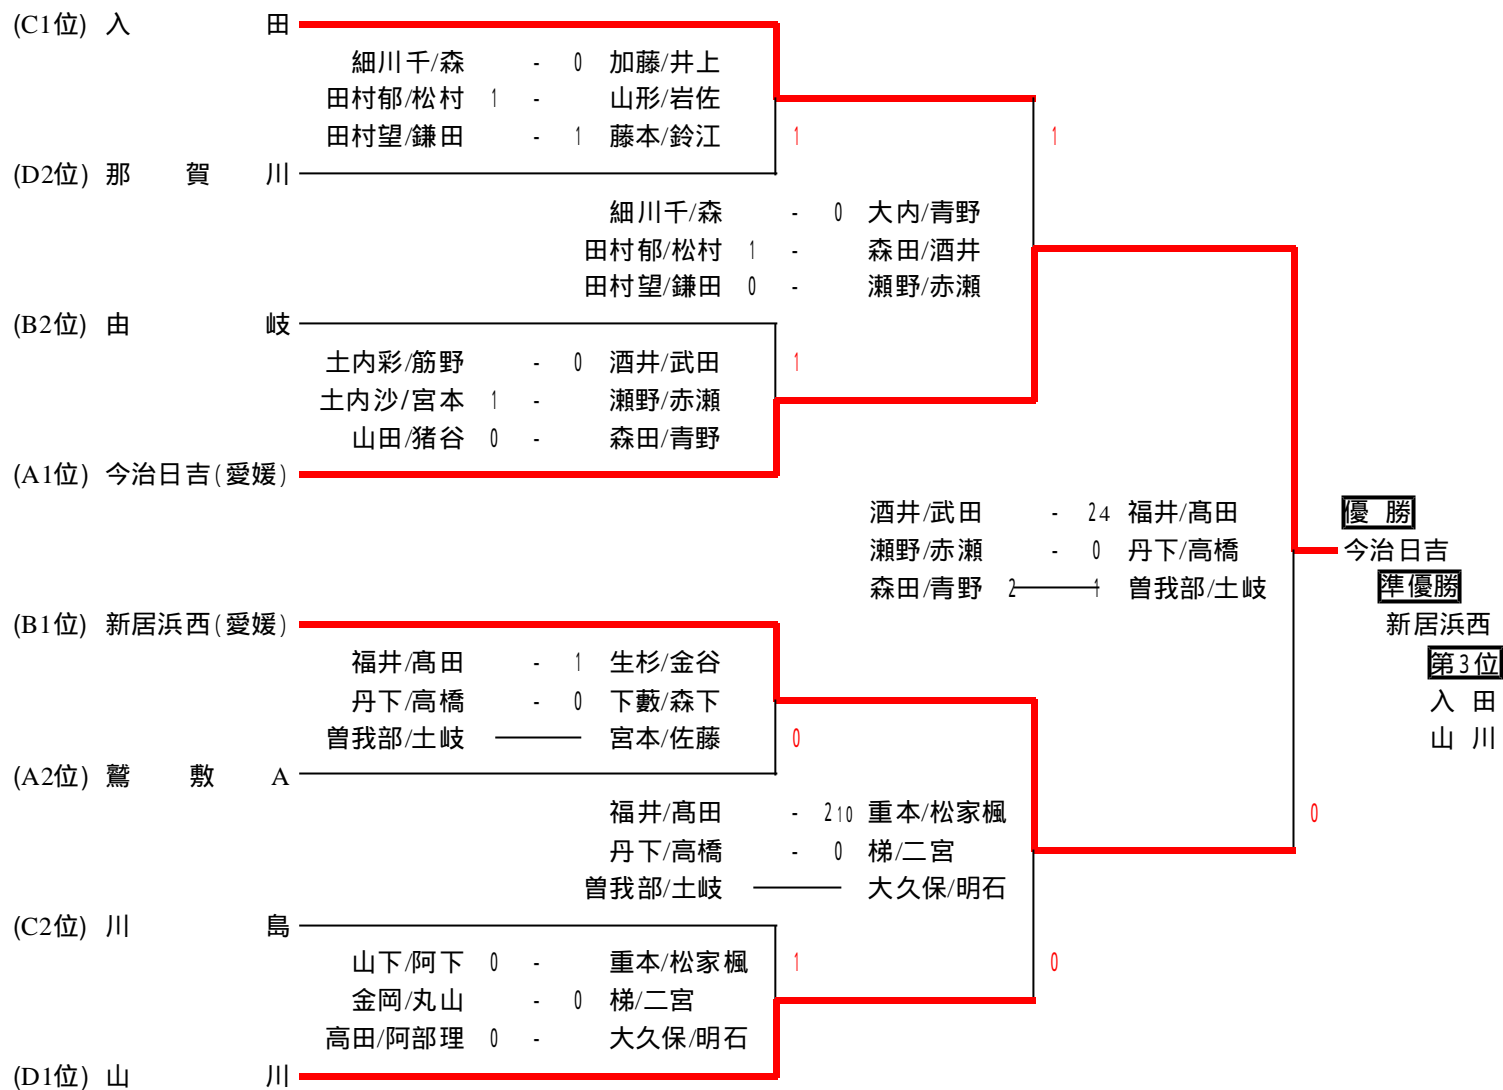 (C1位) 入 田
細川千/森 - 0 加藤/井上
田村郁/松村 1 - 山形/岩佐
田村望/鎌田 - 1 藤本/鈴江 1 1
(D2位) 那 賀 川
細川千/森 - 0 大内/青野
田村郁/松村 1 - 森田/酒井
田村望/鎌田 0 - 瀬野/赤瀬
(B2位) 由 岐
土内彩/筋野 - 0 酒井/武田 1
土内沙/宮本 1 - 瀬野/赤瀬
山田/猪谷 0 - 森田/青野
(A1位) 今治日吉(愛媛)
酒井/武田 - 24 福井/髙田 優 勝
瀬野/赤瀬 - 0 丹下/高橋 今治日吉
森田/青野 2 1 曽我部/土岐 準優勝
(B1位) 新居浜西(愛媛) 新居浜西
福井/髙田 - 1 生杉/金谷 第3位
丹下/高橋 - 0 下藪/森下 入 田
曽我部/土岐 宮本/佐藤 0 山 川
(A2位) 鷲 敷 A
福井/髙田 - 210 重本/松家楓 0
丹下/高橋 - 0 梯/二宮
曽我部/土岐 大久保/明石
(C2位) 川 島
山下/阿下 0 - 重本/松家楓 1 0
金岡/丸山 - 0 梯/二宮
高田/阿部理 0 - 大久保/明石
(D1位) 山 川